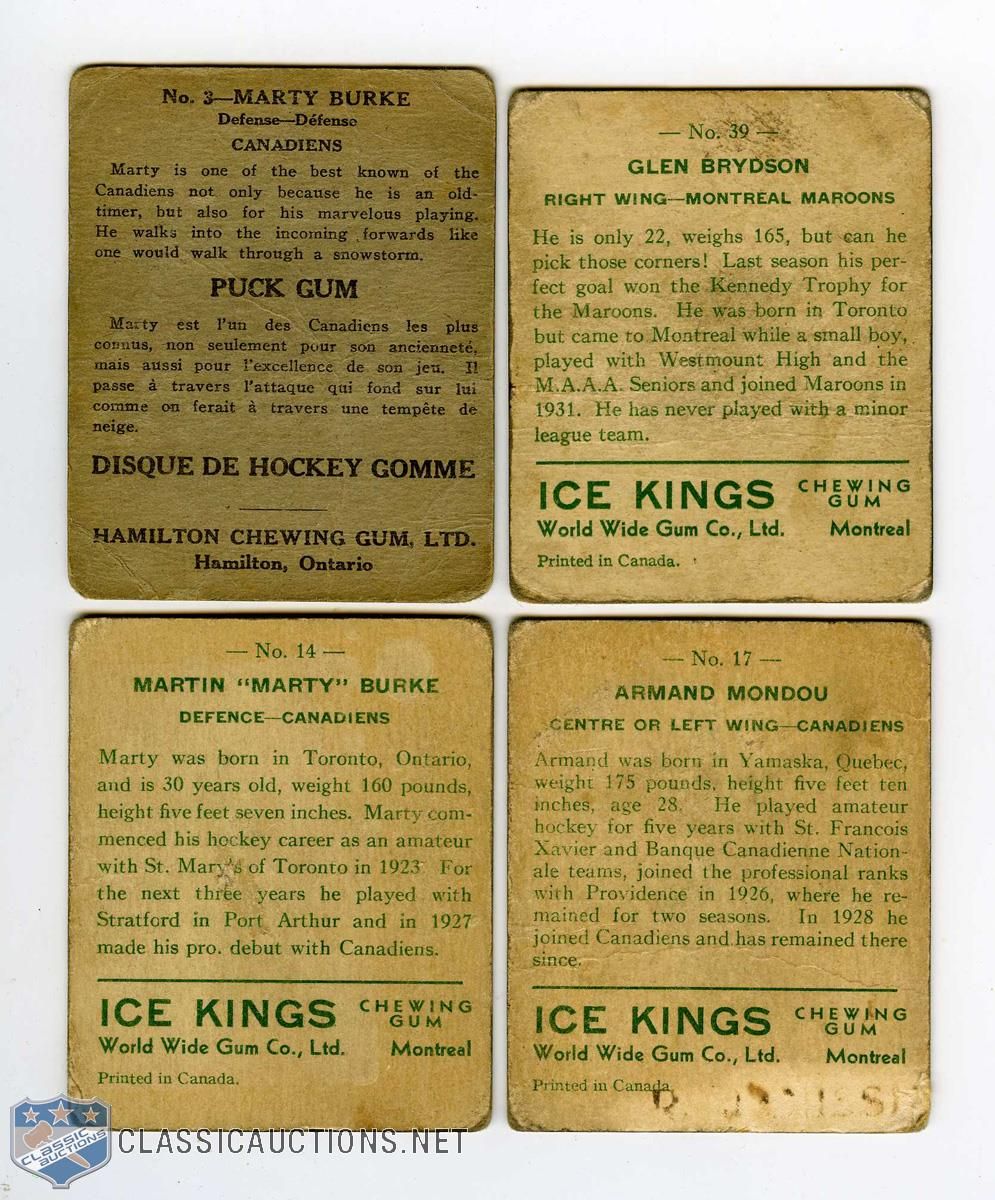 No. 3—MARTY BURKE
Defense—Défense
CANADIENS
Marty is one of the best known of the
Canadiens not only because he is an old-
timer, but also for his marvelous playing.
He walks into the incoming forwards like
one would walk through a snowstorm.
PUCK GUM
Marty est l'un des Canadiens les plus
connus, non seulement pour son ancienneté,
mais aussi pour l'excellence de son jeu. Il
passe à travers l'attaque qui fond sur lui
comme on ferait à travers une tempête de
neige.
DISQUE DE HOCKEY GOMME
HAMILTON CHEWING GUM, LTD.
Hamilton, Ontario
— No. 39 —
GLEN BRYDSON
RIGHT WING—MONTREAL MAROONS
He is only 22, weighs 165, but can he
pick those corners! Last season his per-
fect goal won the Kennedy Trophy for
the Maroons. He was born in Toronto
but came to Montreal while a small boy,
played with Westmount High and the
M.A.A.A. Seniors and joined Maroons in
1931. He has never played with a minor
league team.
ICE KINGS CHEWING
GUM
World Wide Gum Co., Ltd. Montreal
Printed in Canada.
— No. 14 —
MARTIN "MARTY" BURKE
DEFENCE—CANADIENS
Marty was born in Toronto, Ontario,
and is 30 years old, weight 160 pounds,
height five feet seven inches. Marty com-
menced his hockey career as an amateur
with St. Mary's of Toronto in 1923 For
the next three years he played with
Stratford in Port Arthur and in 1927
made his pro. debut with Canadiens.
ICE KINGS CHEWING
GUM
World Wide Gum Co., Ltd. Montreal
Printed in Canada.
— No. 17 —
ARMAND MONDOU
CENTRE OR LEFT WING—CANADIENS
Armand was born in Yamaska, Quebec,
weight 175 pounds, height five feet ten
inches, age 28. He played amateur
hockey for five years with St. Francois
Xavier and Banque Canadienne Nation-
ale teams, joined the professional ranks
with Providence in 1926, where he re-
mained for two seasons. In 1928 he
joined Canadiens and has remained there
since.
ICE KINGS CHEWING
GUM
World Wide Gum Co., Ltd. Montreal
Printed in Canada
CLASSIC
AUCTIONS
CLASSICAUCTIONS.NET